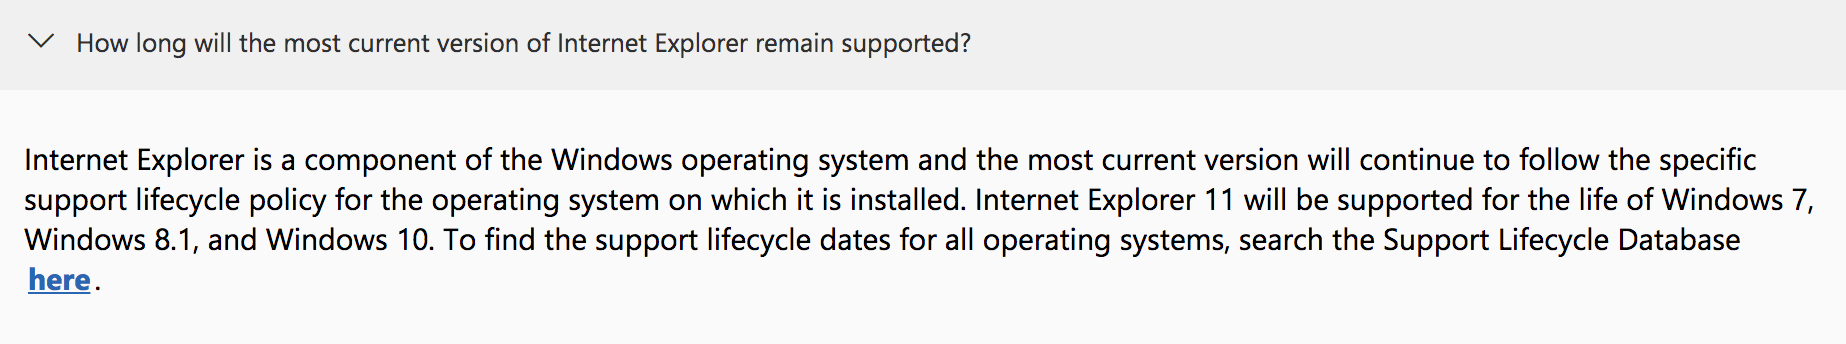 How long will the most current version of Internet Explorer remain supported?
Internet Explorer is a component of the Windows operating system and the most current version will continue to follow the specific
support lifecycle policy for the operating system on which it is installed. Internet Explorer 11 will be supported for the life of Windows 7,
Windows 8.1, and Windows 10. To find the support lifecycle dates for all operating systems, search the Support Lifecycle Database
here.